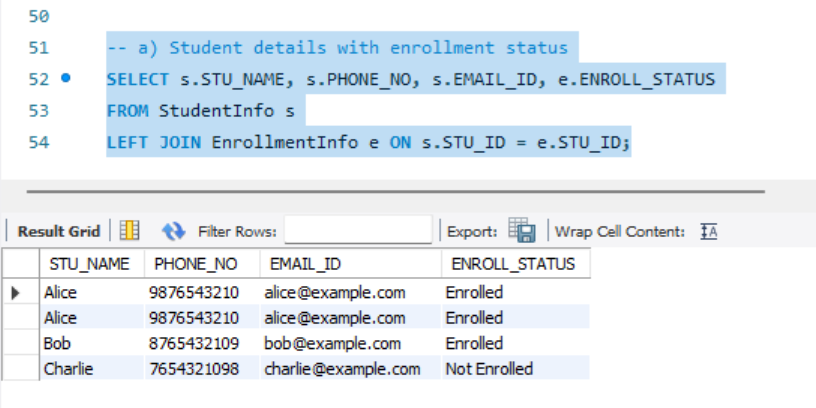 50
51 -- a) Student details with enrollment status
52 SELECT s.STU_NAME, s.PHONE_NO, s.EMAIL_ID, e.ENROLL_STATUS
53 FROM StudentInfo s
54 LEFT JOIN EnrollmentInfo e ON s.STU_ID = e.STU_ID;
Result Grid Filter Rows: Export: Wrap Cell Content: IA
STU_NAME PHONE_NO EMAIL_ID ENROLL_STATUS
Alice 9876543210 alice@example.com Enrolled
Alice 9876543210 alice@example.com Enrolled
Bob 8765432109 bob@example.com Enrolled
Charlie 7654321098 charlie@example.com Not Enrolled